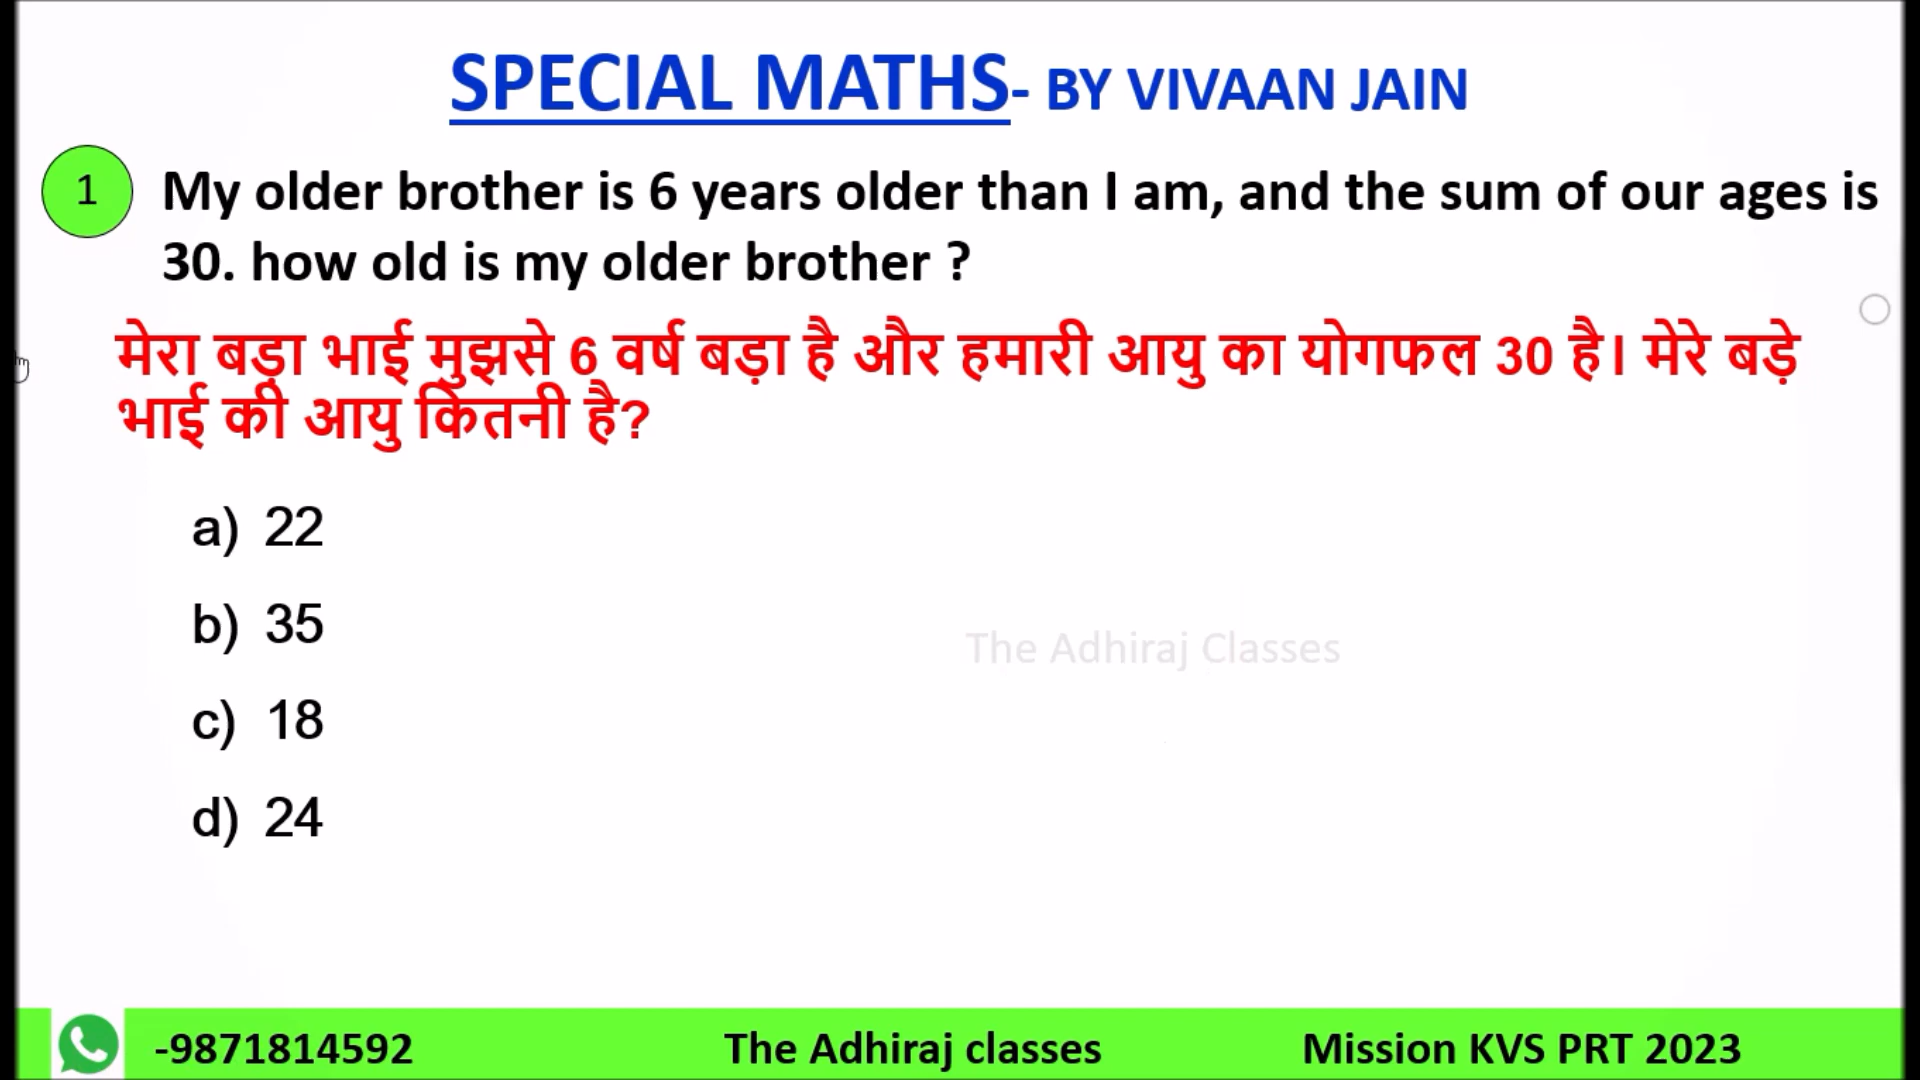 SPECIAL MATHS- BY VIVAAN JAIN
1
My older brother is 6 years older than I am, and the sum of our ages is
30. how old is my older brother ?
मेरा बड़ा भाई मुझसे 6 वर्ष बड़ा है और हमारी आयु का योगफल 30 है। मेरे बड़े
भाई की आयु कितनी है?
a) 22
b) 35
The Adhiraj Classes
c) 18
d) 24
-9871814592 The Adhiraj classes Mission KVS PRT 2023